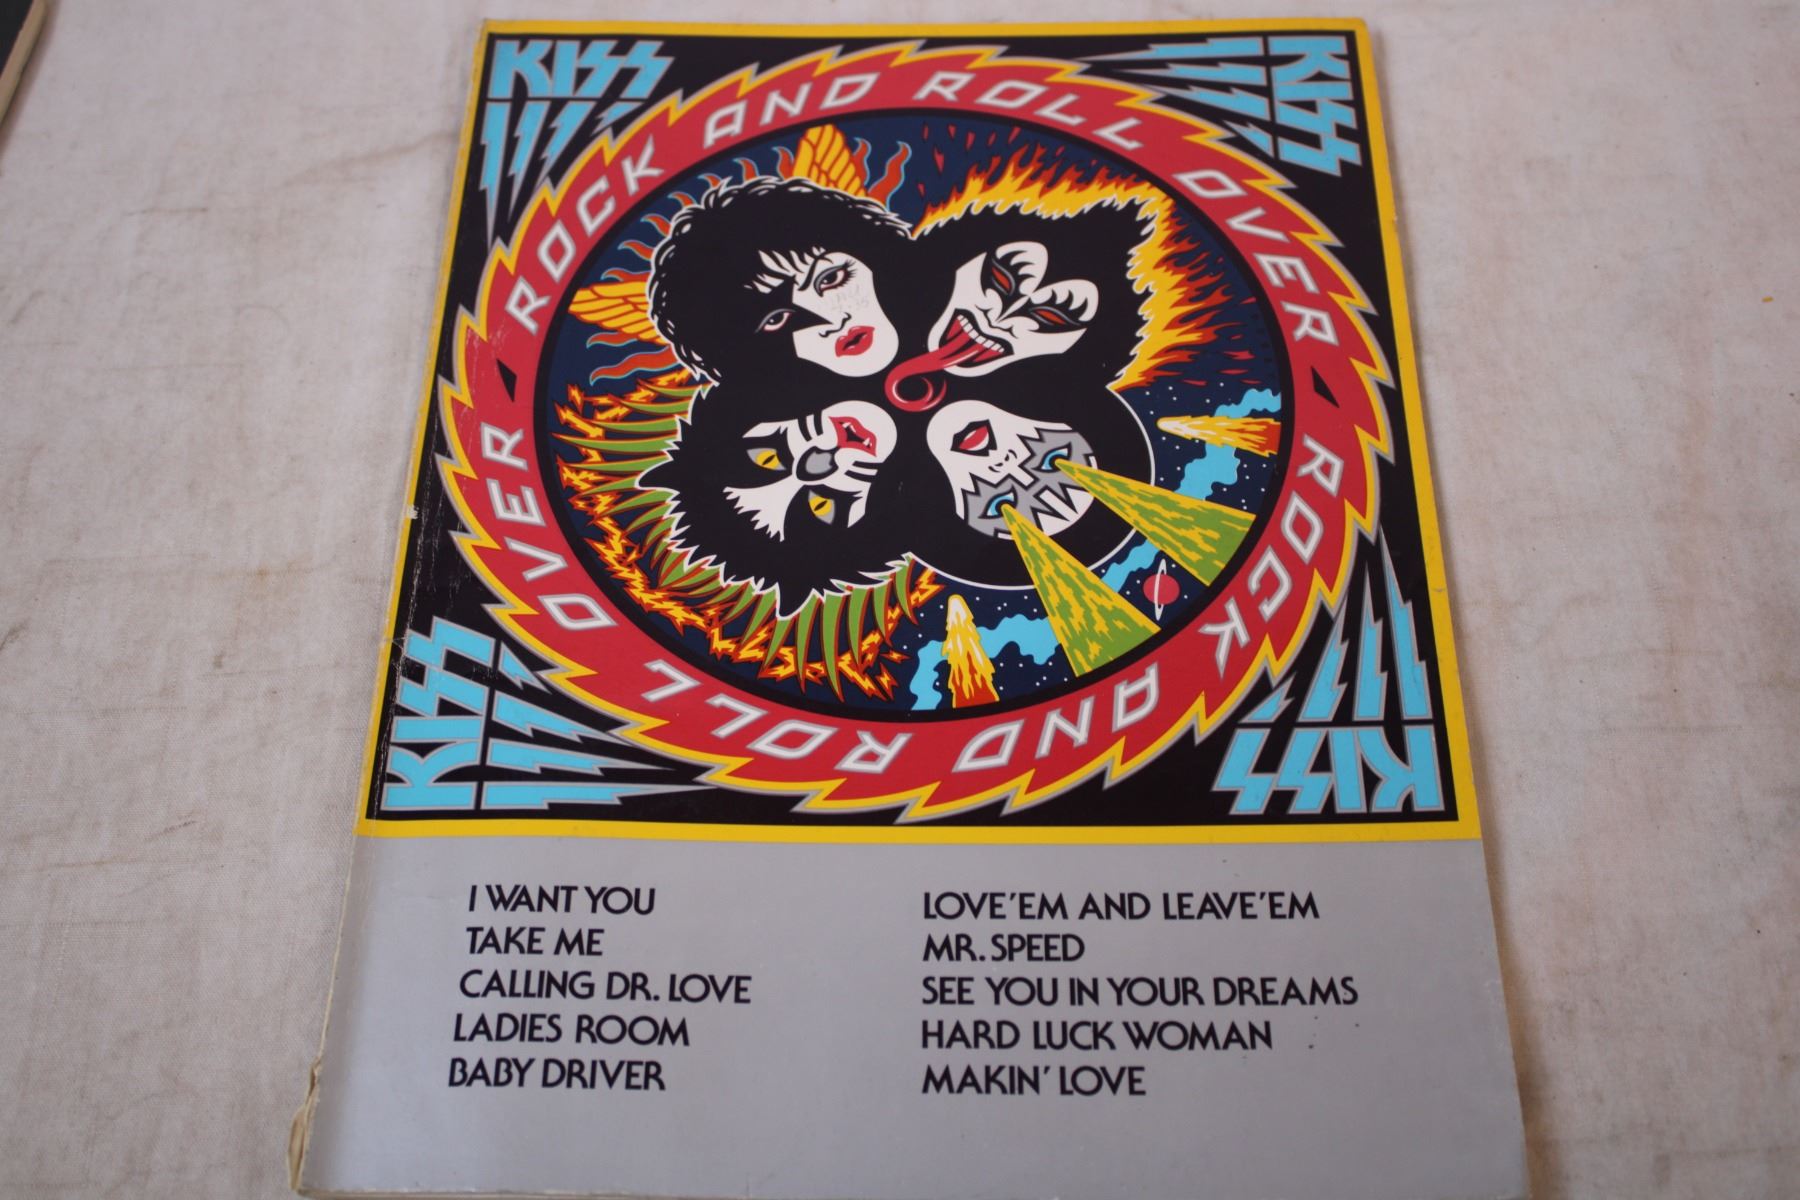 KISS
KISS
ROCK AND ROLL OVER
ROCK AND ROLL OVER
KISS
KISS
I WANT YOU
TAKE ME
CALLING DR. LOVE
LADIES ROOM
BABY DRIVER
LOVE'EM AND LEAVE'EM
MR. SPEED
SEE YOU IN YOUR DREAMS
HARD LUCK WOMAN
MAKIN' LOVE